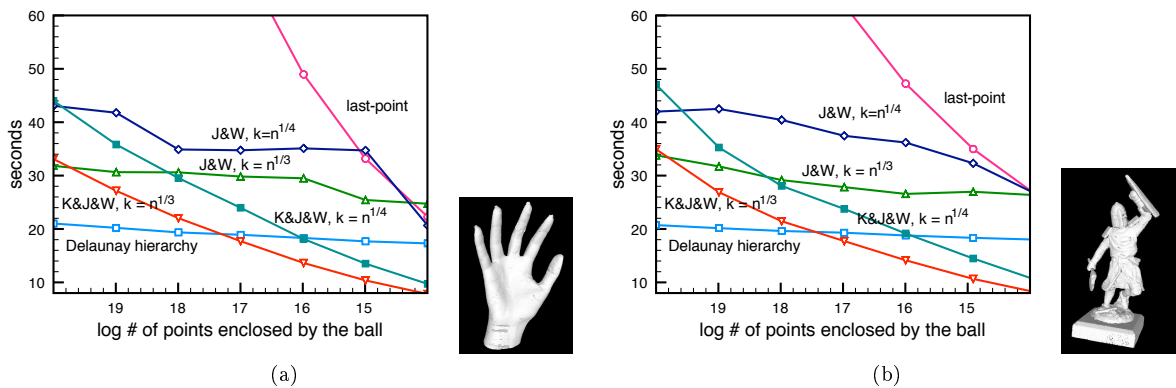 60
50
40
30
20
10
seconds
last-point
J&W, k=n^1/4
J&W, k = n^1/3
K&J&W, k = n^1/3
K&J&W, k = n^1/4
Delaunay hierarchy
19 18 17 16 15
log # of points enclosed by the ball
(a)
60
50
40
30
20
10
seconds
last-point
J&W, k=n^1/4
J&W, k = n^1/3
K&J&W, k = n^1/3
K&J&W, k = n^1/4
Delaunay hierarchy
19 18 17 16 15
log # of points enclosed by the ball
(b)